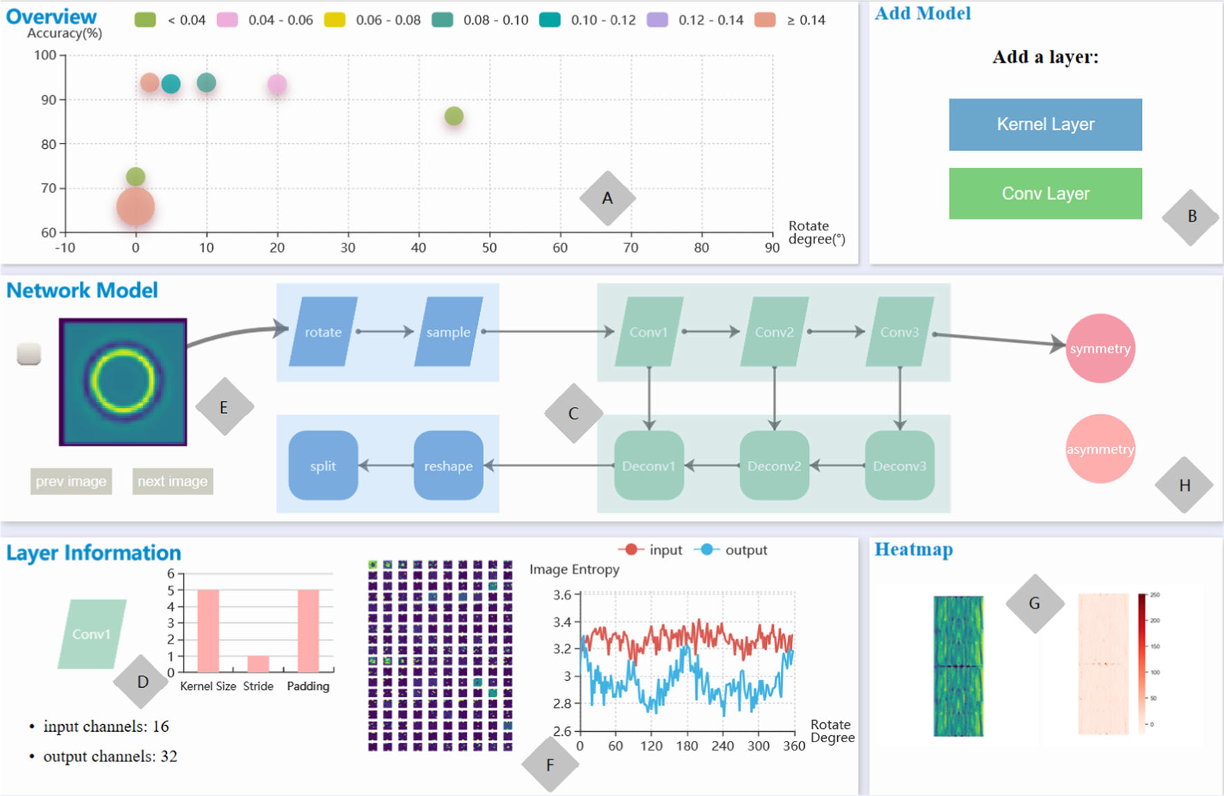 Overview
Accuracy(%)
< 0.04
0.04 - 0.06
0.06 - 0.08
0.08 - 0.10
0.10 - 0.12
0.12 - 0.14
≥ 0.14
100
90
80
70
60
-10
0
10
20
30
40
50
60
70
80
90
Rotate
degree(°)
A
Add Model
Add a layer:
Kernel Layer
Conv Layer
B
Network Model
prev image
next image
E
rotate
sample
Conv1
Conv2
Conv3
symmetry
C
split
reshape
Deconv1
Deconv2
Deconv3
asymmetry
H
Layer Information
Conv1
D
6
5
4
3
2
1
0
Kernel Size
Stride
Padding
• input channels: 16
• output channels: 32
input
output
Image Entropy
3.6
3.4
3.2
3
2.8
2.6
0
60
120
180
240
300
360
Rotate
Degree
F
Heatmap
G
250
200
150
100
50
0